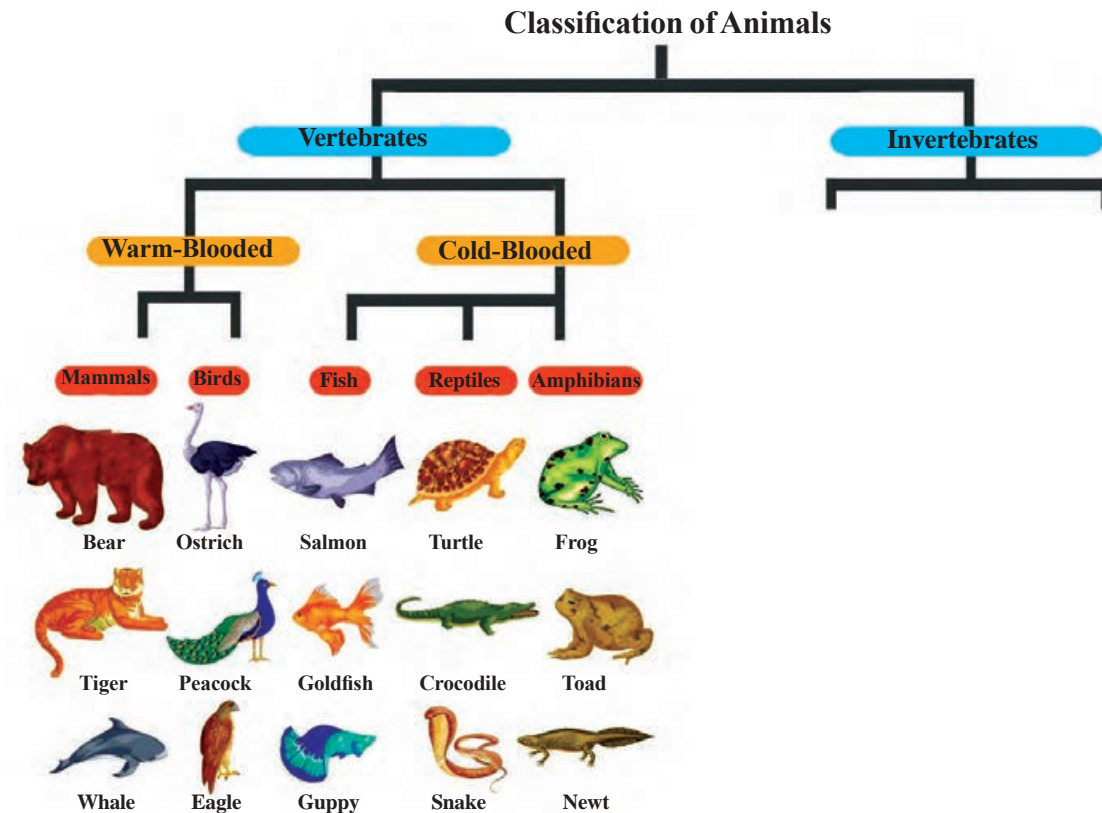 Classification of Animals
Vertebrates
Invertebrates
Warm-Blooded
Cold-Blooded
Mammals
Birds
Fish
Reptiles
Amphibians
Bear
Ostrich
Salmon
Turtle
Frog
Tiger
Peacock
Goldfish
Crocodile
Toad
Whale
Eagle
Guppy
Snake
Newt